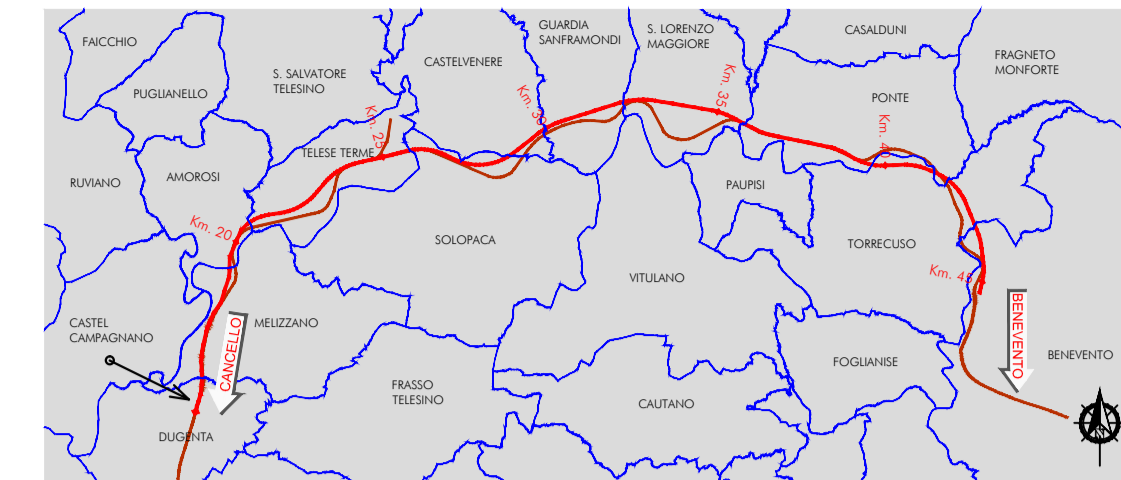 FAICCHIO
PUGLIANELLO
S. SALVATORE
TELESINO
CASTELVENERE
GUARDIA
SANFRAMONDI
S. LORENZO
MAGGIORE
CASALDUNI
FRAGNETO
MONTEFORTE
PONTE
Km. 25
Km. 30
Km. 35
Km. 40
TELESE TERME
RUVIANO
AMOROSI
PAUPISI
Km. 20
SOLOPACA
TORRECUSO
VITULANO
Km. 45
CASTEL
CAMPAGNANO
MELIZZANO
CANCELLO
BENEVENTO
FOGLIANISE
BENEVENTO
FRASSO
TELESINO
CAUTANO
DUGENTA
N